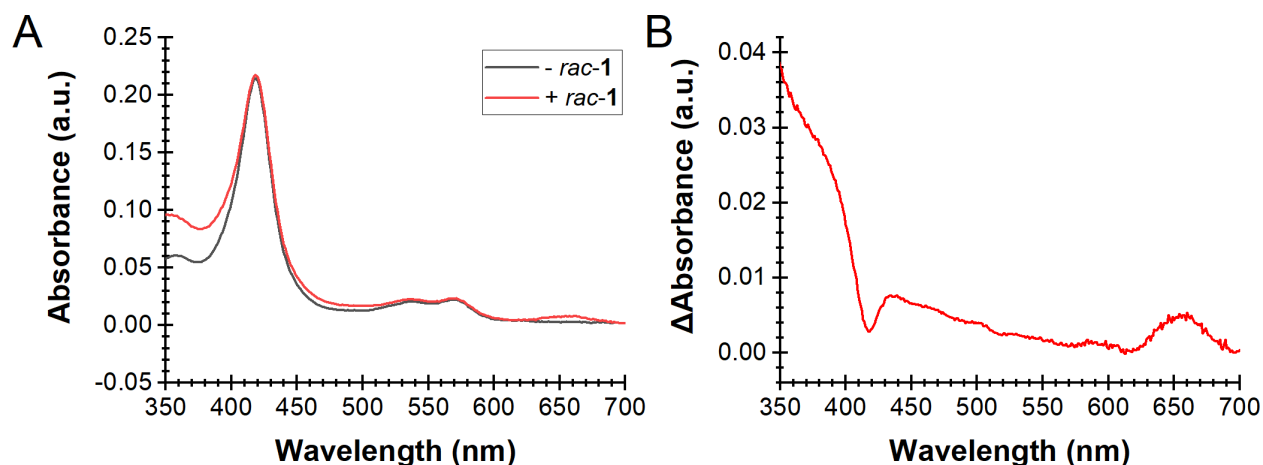 A
Absorbance (a.u.)
0.25
0.20
0.15
0.10
0.05
0.00
-0.05
350 400 450 500 550 600 650 700
Wavelength (nm)
- rac-1
+ rac-1
B
ΔAbsorbance (a.u.)
0.04
0.03
0.02
0.01
0.00
350 400 450 500 550 600 650 700
Wavelength (nm)